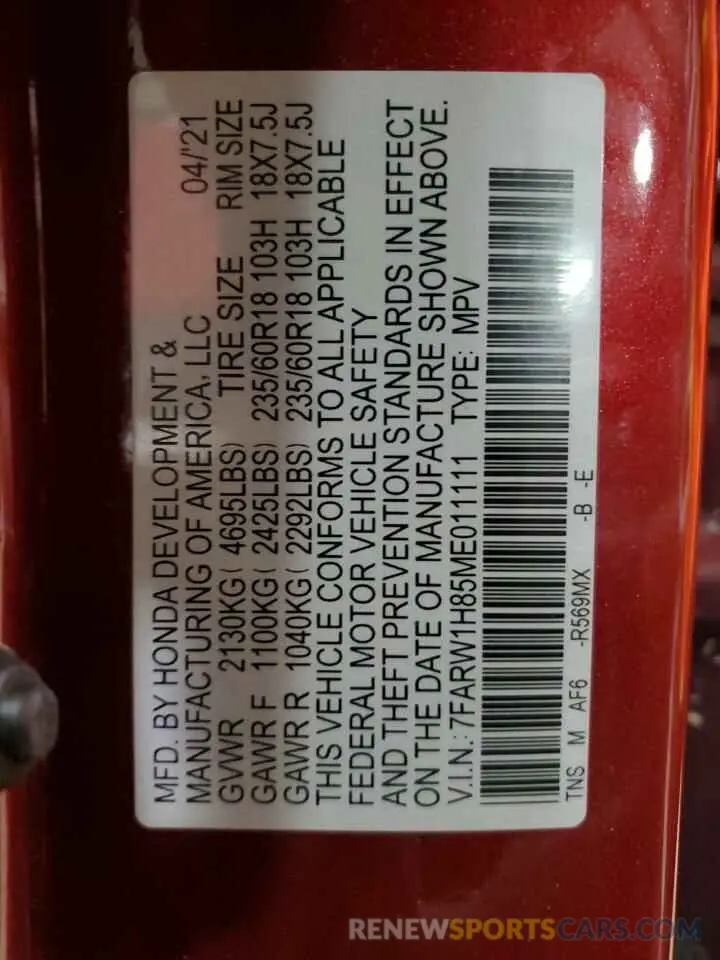 MFD. BY HONDA DEVELOPMENT &
MANUFACTURING OF AMERICA, LLC 04/'21
GVWR 2130KG( 4695LBS) TIRE SIZE RIM SIZE
GAWR F 1100KG( 2425LBS) 235/60R18 103H 18X7.5J
GAWR R 1040KG( 2292LBS) 235/60R18 103H 18X7.5J
THIS VEHICLE CONFORMS TO ALL APPLICABLE
FEDERAL MOTOR VEHICLE SAFETY
AND THEFT PREVENTION STANDARDS IN EFFECT
ON THE DATE OF MANUFACTURE SHOWN ABOVE.
V.I.N.: 7FARW1H85ME011111 TYPE: MPV
TNS M AF6 -R569MX -B -E
RENEWSPORTSCARS.COM